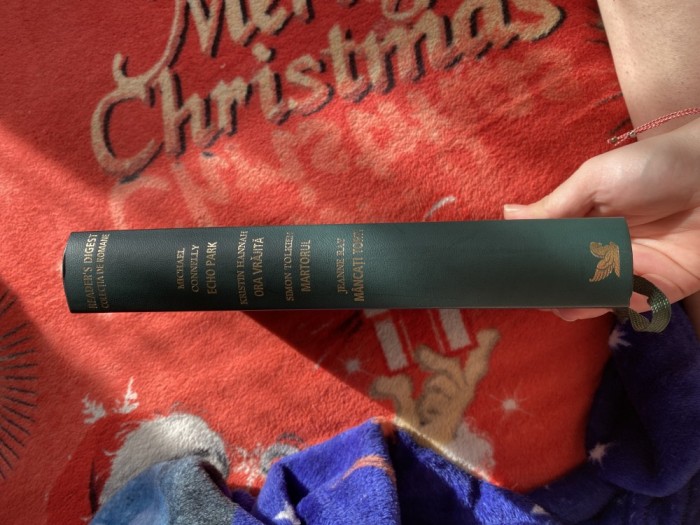 Merry
Christmas
READER'S DIGEST
COLECȚIA DE ROMANE
MICHAEL
CONNELLY
ECHO PARK
KRISTIN HANNAH
ORA VRĂJITĂ
SIMON TOLKIEN
MARTORUL
JEANNE RAY
MÂNCAȚI TORT!